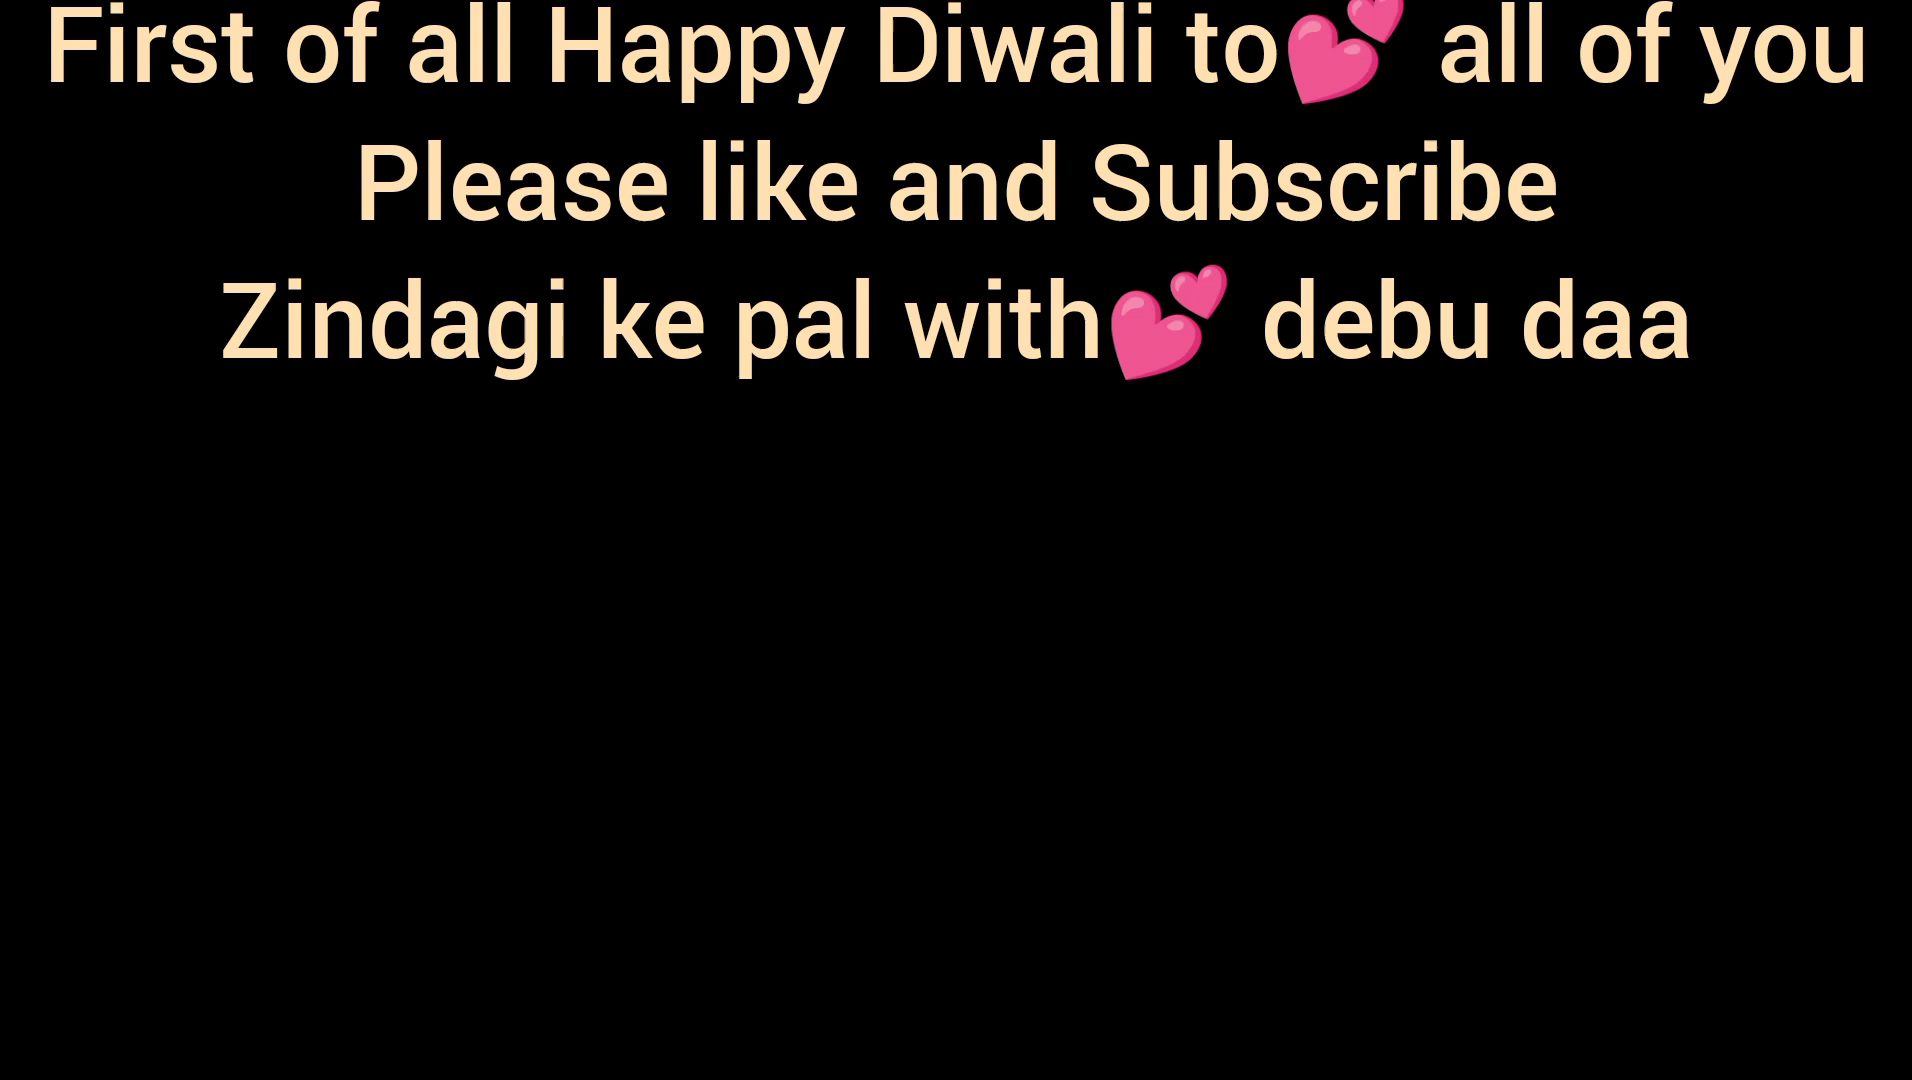 First of all Happy Diwali to💕 all of you
Please like and Subscribe
Zindagi ke pal with💕 debu daa